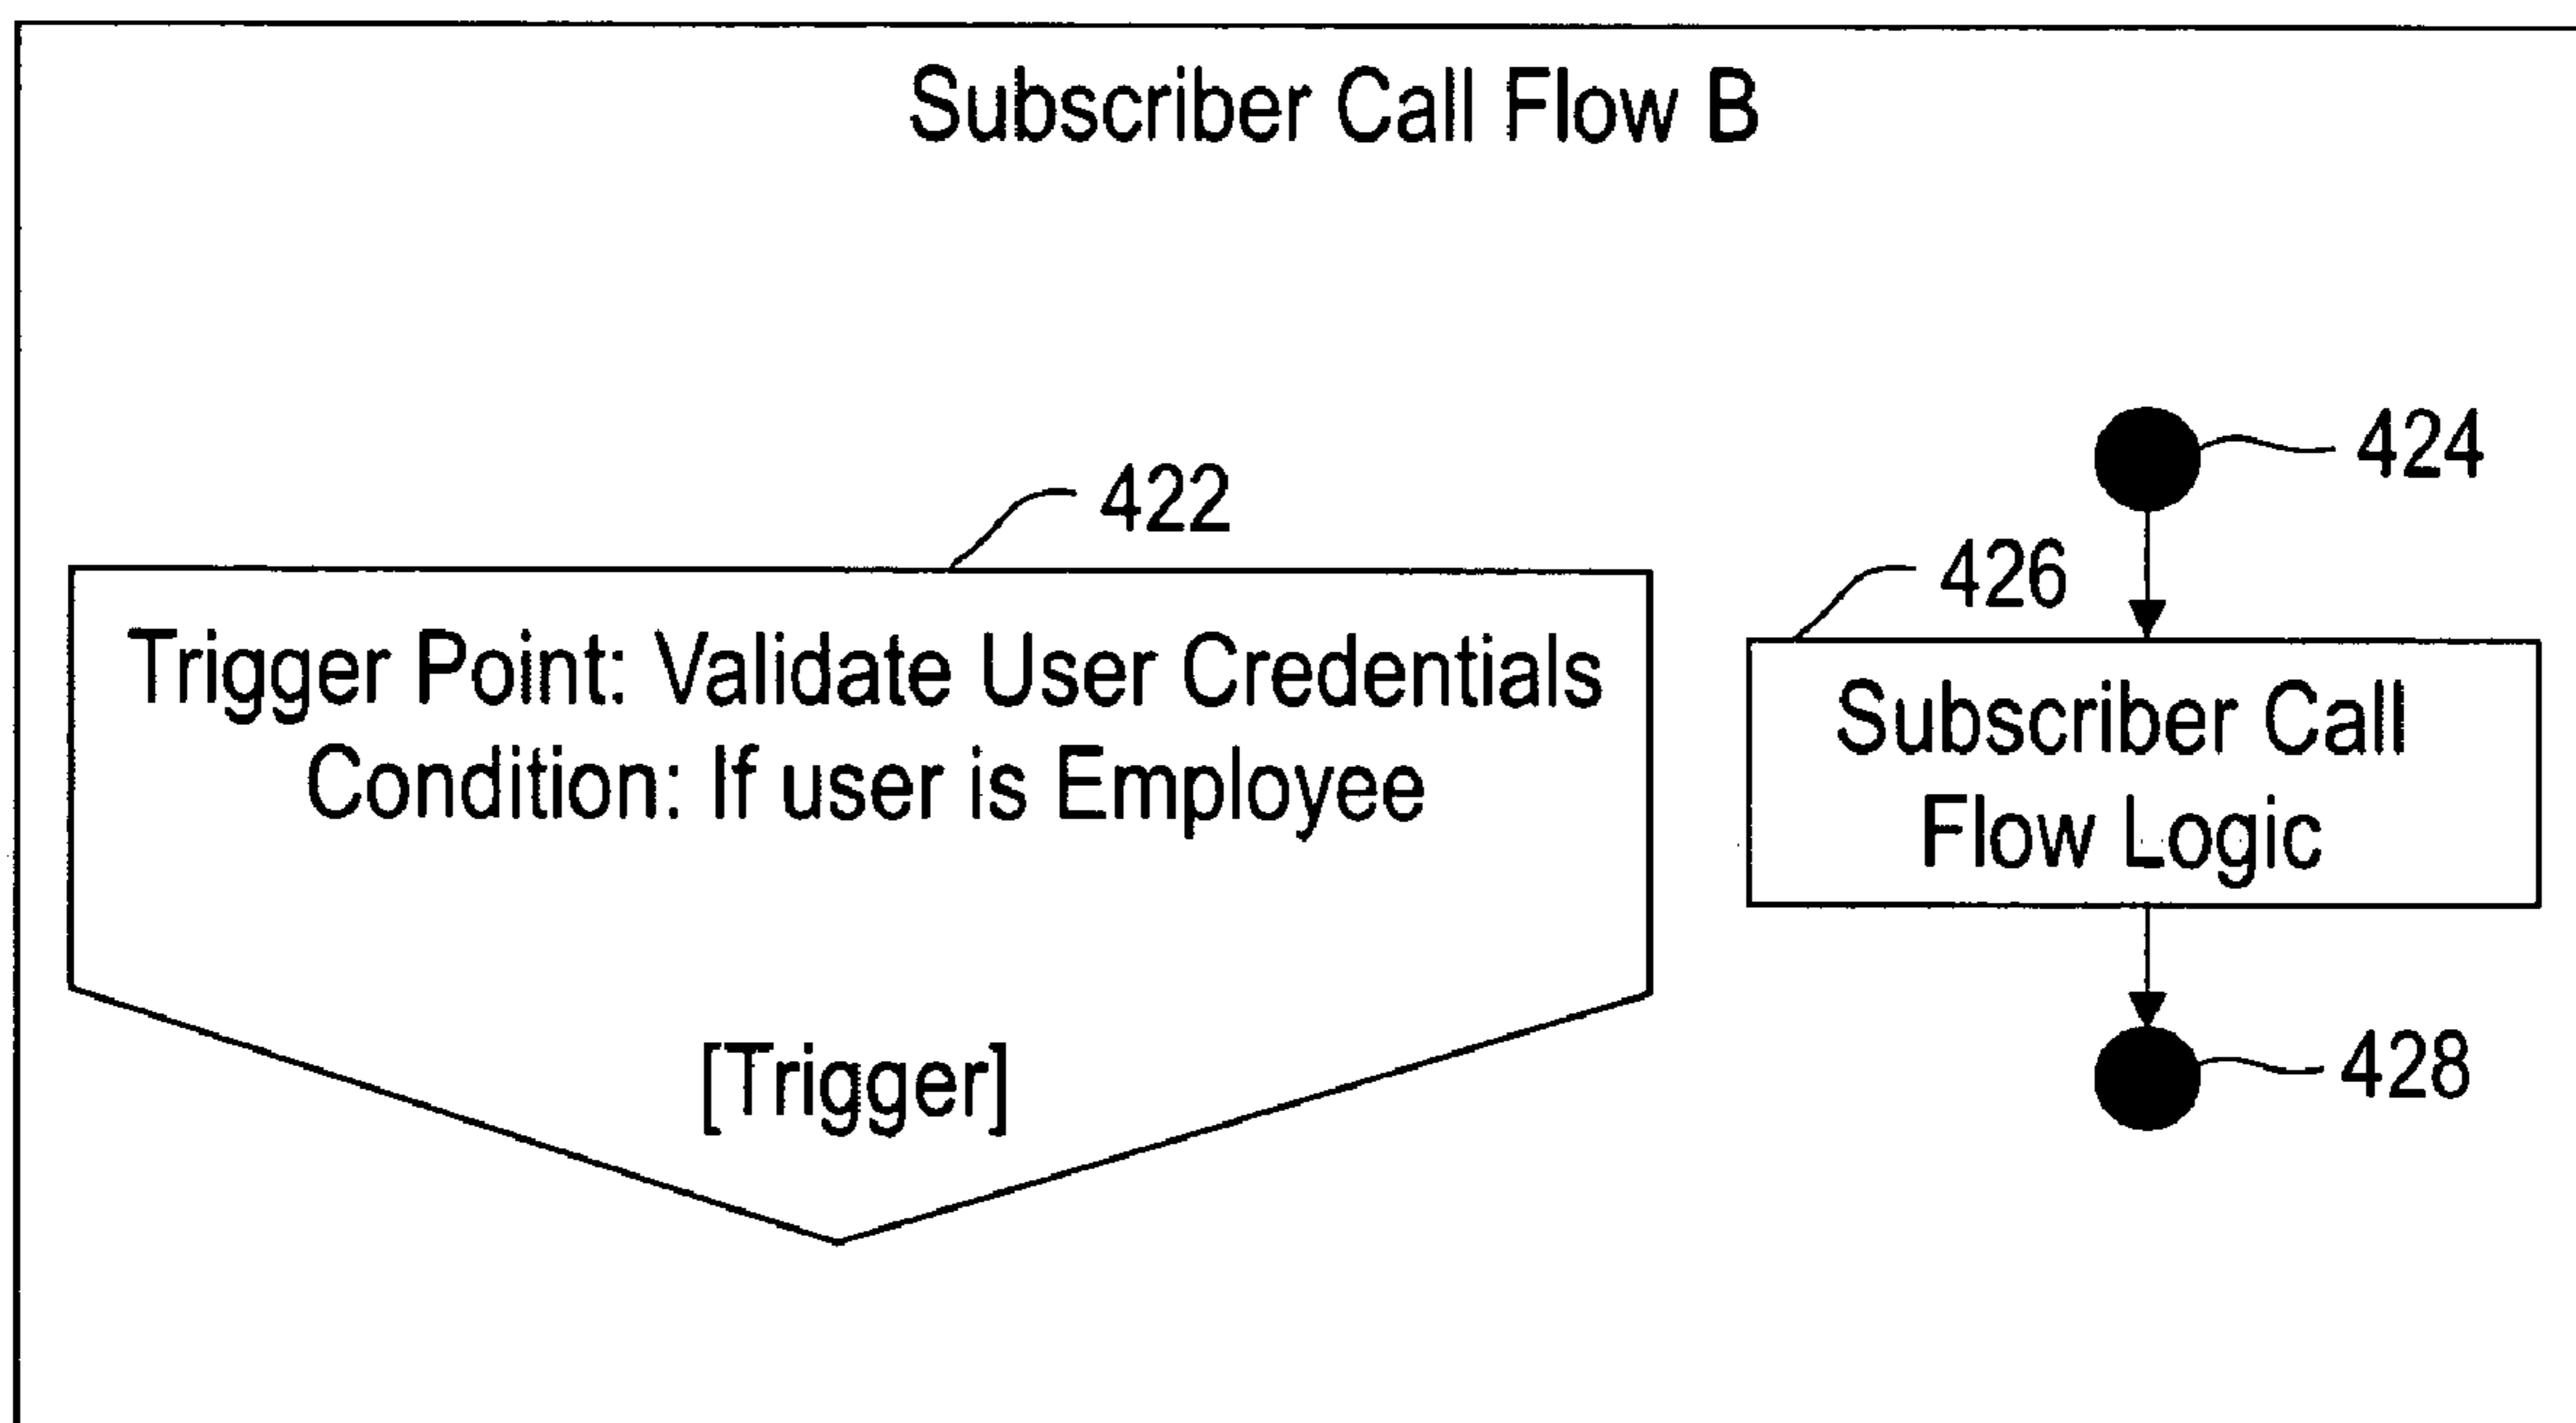 Subscriber Call Flow B
422
Trigger Point: Validate User Credentials
Condition: If user is Employee
[Trigger]
424
426
Subscriber Call
Flow Logic
428